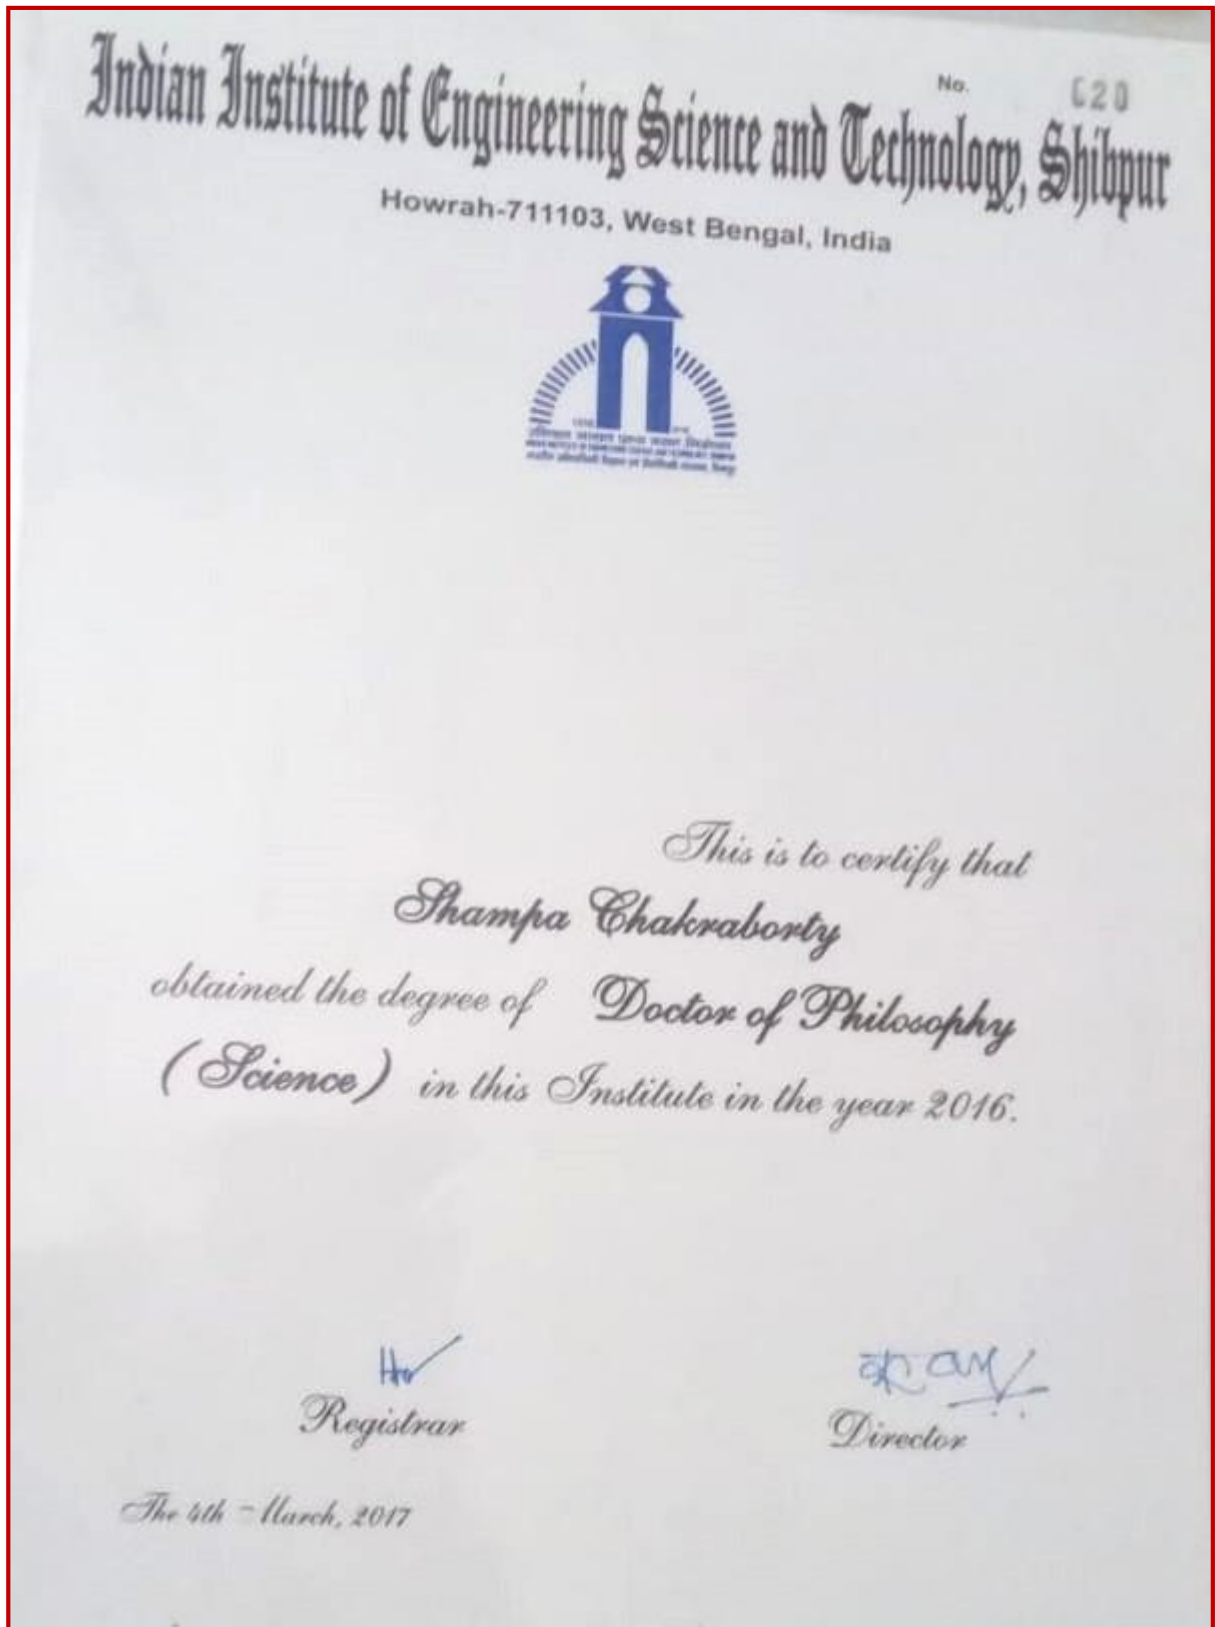 No. 620
Indian Institute of Engineering Science and Technology, Shibpur
Howrah-711103, West Bengal, India
This is to certify that
Shampa Chakraborty
obtained the degree of Doctor of Philosophy
(Science) in this Institute in the year 2016.
Registrar
Director
The 4th March, 2017